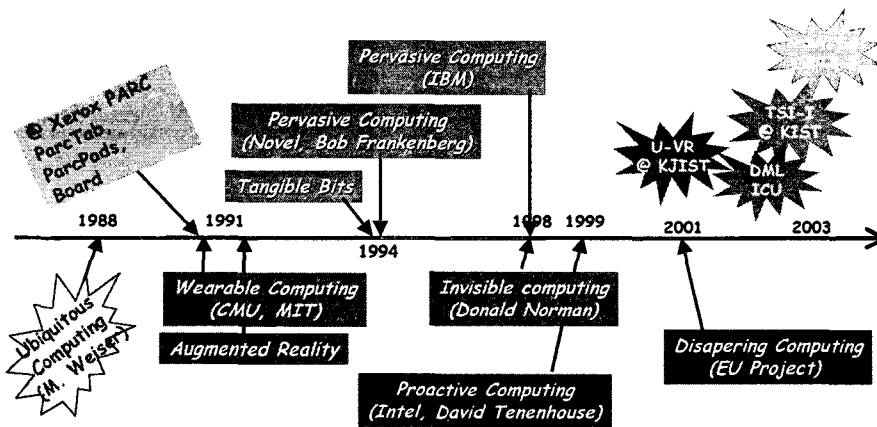 Pervasive Computing
(IBM)
@ Xerox PARC
ParcTab,
ParcPads,
Board
Pervasive Computing
(Novel, Bob Frankenberg)
Tangible Bits
TSI-I
@ KIST
U-VR
@ KJIST
DML
ICU
1988
1991
1994
1998
1999
2001
2003
Ubiquitous
Computing
(M. Weiser)
Wearable Computing
(CMU, MIT)
Augmented Reality
Invisible computing
(Donald Norman)
Proactive Computing
(Intel, David Tenenhouse)
Disapering Computing
(EU Project)